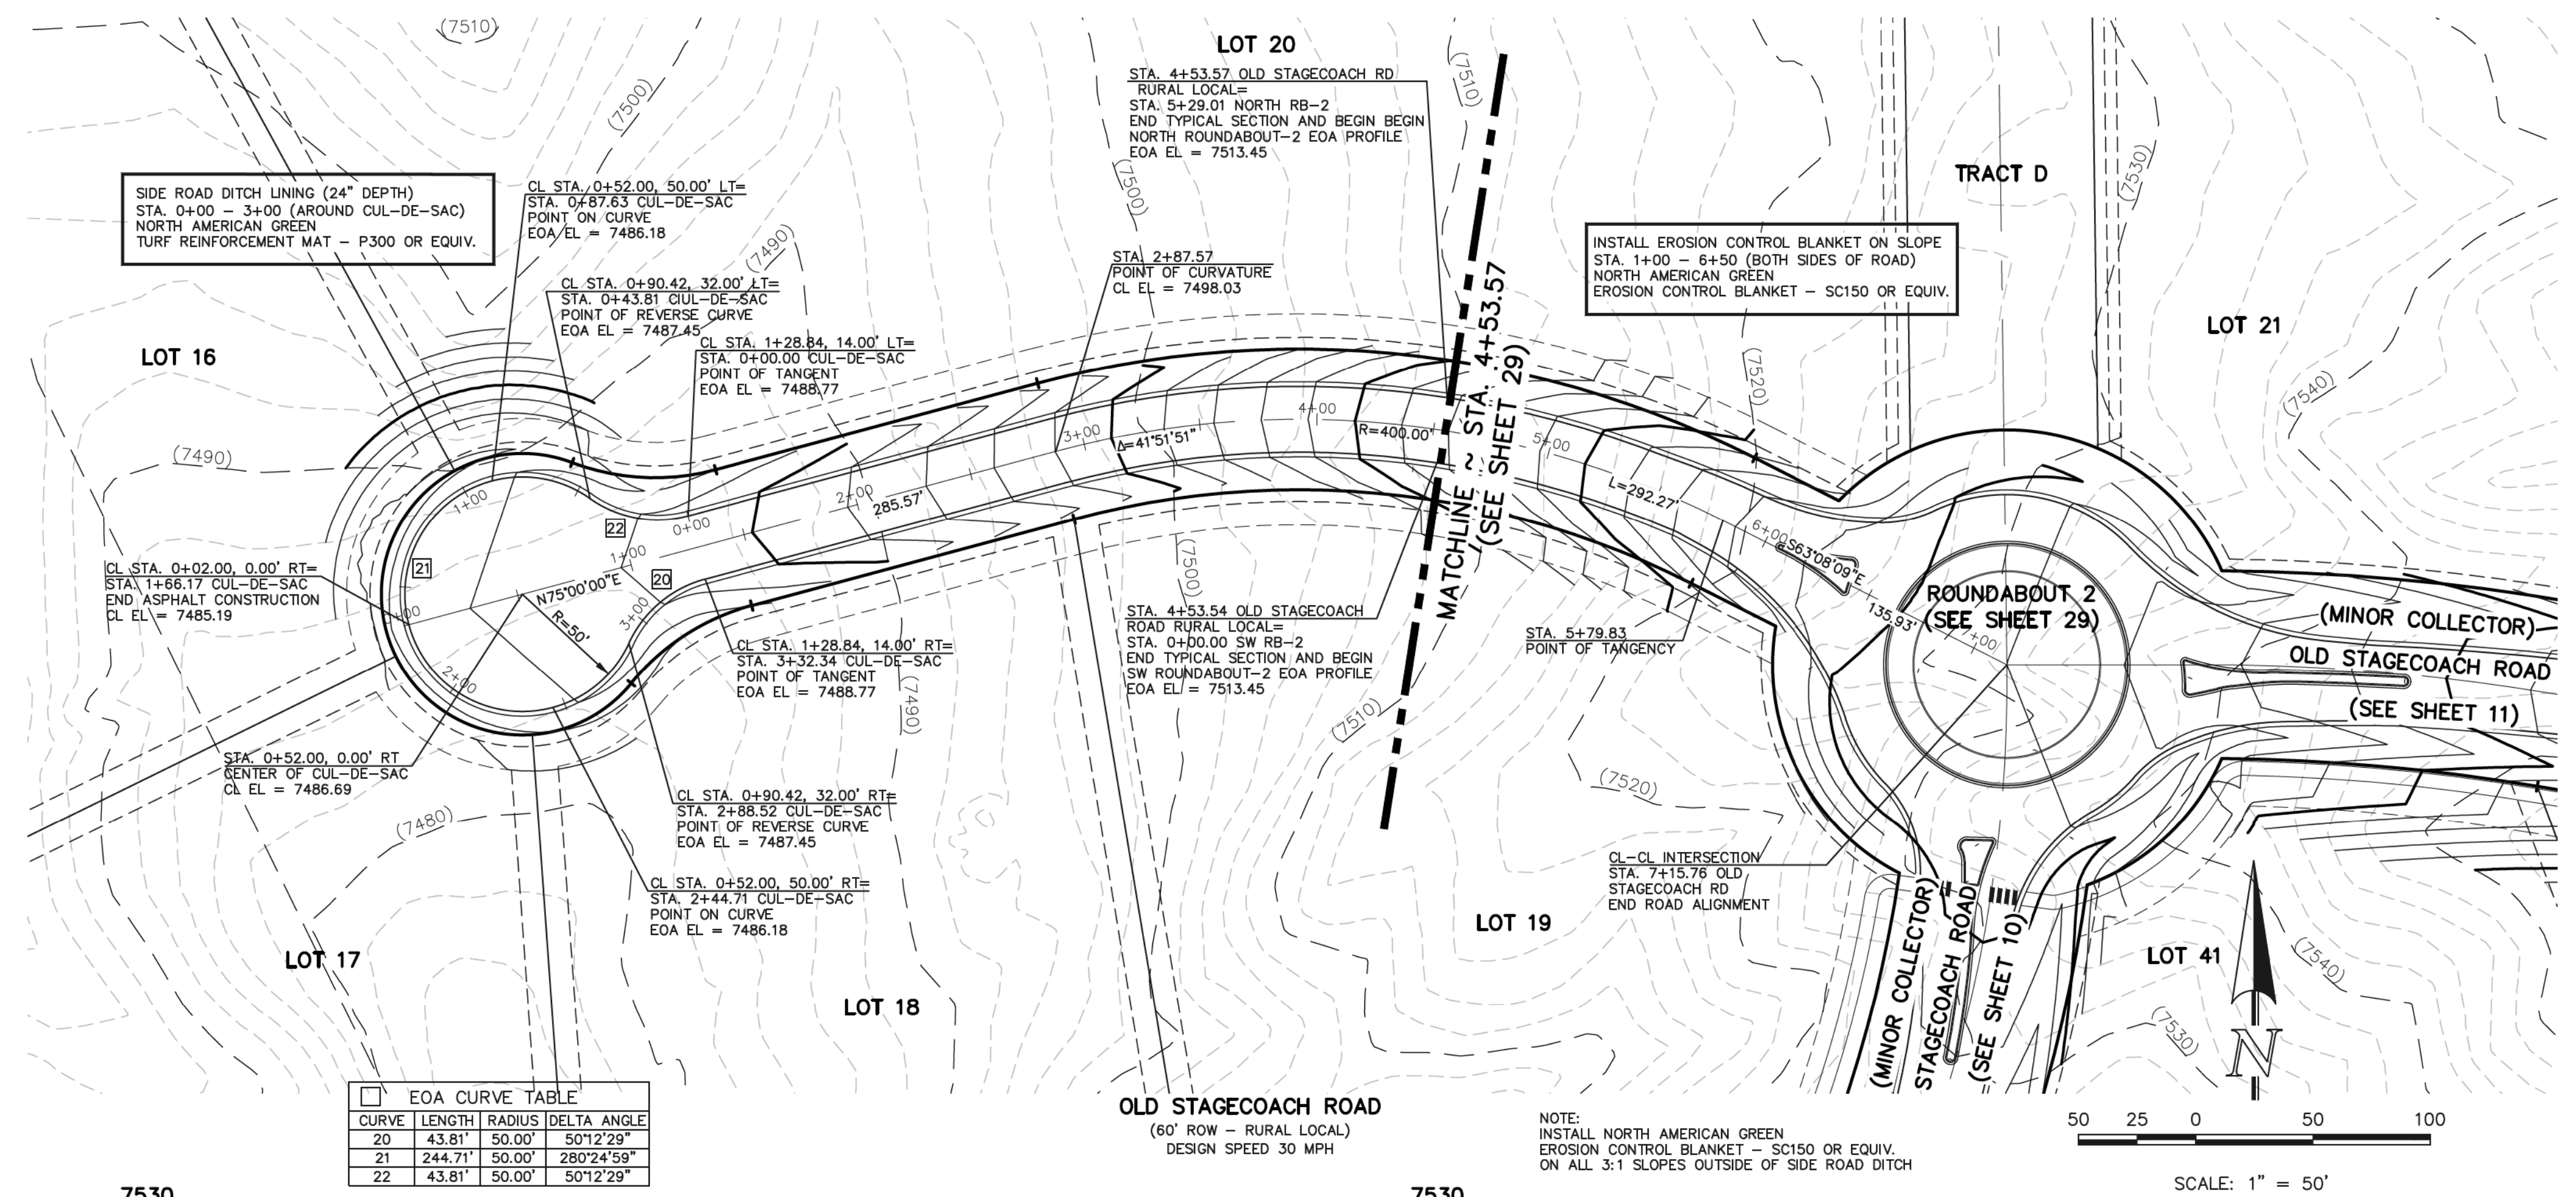 (7510)
LOT 20
STA. 4+53.57 OLD STAGECOACH RD
RURAL LOCAL=
STA. 5+29.01 NORTH RB-2
END TYPICAL SECTION AND BEGIN BEGIN
NORTH ROUNDABOUT-2 EOA PROFILE
EOA EL = 7513.45
(7510)
(7500)
(7500)
TRACT D
(7530)
SIDE ROAD DITCH LINING (24" DEPTH)
STA. 0+00 - 3+00 (AROUND CUL-DE-SAC)
NORTH AMERICAN GREEN
TURF REINFORCEMENT MAT - P300 OR EQUIV.
CL STA. 0+52.00, 50.00' LT=
STA. 0+87.63 CUL-DE-SAC
POINT ON CURVE
EOA EL = 7486.18
(7490)
CL STA. 0+90.42, 32.00' LT=
STA. 0+43.81 CIUL-DE-SAC
POINT OF REVERSE CURVE
EOA EL = 7487.45
CL STA. 1+28.84, 14.00' LT=
STA. 0+00.00 CUL-DE-SAC
POINT OF TANGENT
EOA EL = 7488.77
STA. 2+87.57
POINT OF CURVATURE
CL EL = 7498.03
INSTALL EROSION CONTROL BLANKET ON SLOPE
STA. 1+00 - 6+50 (BOTH SIDES OF ROAD)
NORTH AMERICAN GREEN
EROSION CONTROL BLANKET - SC150 OR EQUIV.
MATCHLINE ~ STA. 4+53.57
(SEE SHEET 29)
LOT 16
LOT 21
(7520)
(7540)
(7490)
1+00
22
0+00
2+00
285.57'
3+00
Δ=41°51'51"
4+00
R=400.00'
5+00
L=292.27'
6+00
S63°08'09"E
135.93'
7+00
21
1+00
20
N75°00'00"E
R=50'
3+00
2+00
+00
CL STA. 0+02.00, 0.00' RT=
STA. 1+66.17 CUL-DE-SAC
END ASPHALT CONSTRUCTION
CL EL = 7485.19
ROUNDABOUT 2
(SEE SHEET 29)
(MINOR COLLECTOR)
OLD STAGECOACH ROAD
(SEE SHEET 11)
(7500)
STA. 4+53.54 OLD STAGECOACH
ROAD RURAL LOCAL=
STA. 0+00.00 SW RB-2
END TYPICAL SECTION AND BEGIN
SW ROUNDABOUT-2 EOA PROFILE
EOA EL = 7513.45
STA. 5+79.83
POINT OF TANGENCY
CL STA. 1+28.84, 14.00' RT=
STA. 3+32.34 CUL-DE-SAC
POINT OF TANGENT
EOA EL = 7488.77
(7490)
(7510)
STA. 0+52.00, 0.00' RT
CENTER OF CUL-DE-SAC
CL EL = 7486.69
(7480)
CL STA. 0+90.42, 32.00' RT=
STA. 2+88.52 CUL-DE-SAC
POINT OF REVERSE CURVE
EOA EL = 7487.45
(7520)
CL-CL INTERSECTION
STA. 7+15.76 OLD
STAGECOACH RD
END ROAD ALIGNMENT
CL STA. 0+52.00, 50.00' RT=
STA. 2+44.71 CUL-DE-SAC
POINT ON CURVE
EOA EL = 7486.18
LOT 19
(MINOR COLLECTOR)
STAGECOACH ROAD
(SEE SHEET 10)
LOT 41
(7540)
(7530)
N
LOT 17
LOT 18
EOA CURVE TABLE
CURVE LENGTH RADIUS DELTA ANGLE
20 43.81' 50.00' 50°12'29"
21 244.71' 50.00' 280°24'59"
22 43.81' 50.00' 50°12'29"
OLD STAGECOACH ROAD
(60' ROW - RURAL LOCAL)
DESIGN SPEED 30 MPH
NOTE:
INSTALL NORTH AMERICAN GREEN
EROSION CONTROL BLANKET - SC150 OR EQUIV.
ON ALL 3:1 SLOPES OUTSIDE OF SIDE ROAD DITCH
50 25 0 50 100
SCALE: 1" = 50'
7530
7530